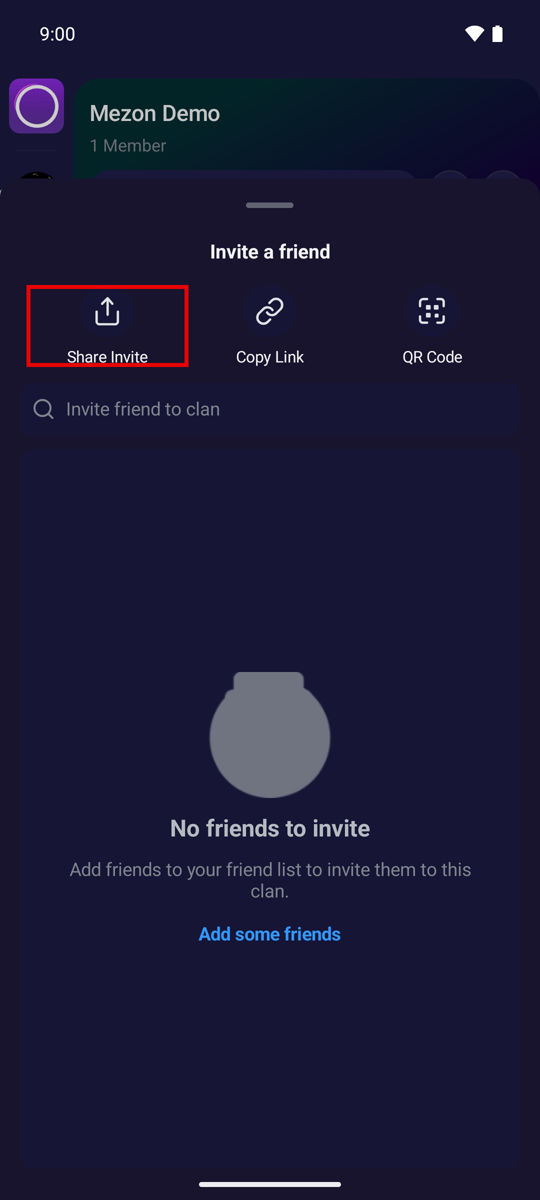 9:00
Mezon Demo
1 Member
Invite a friend
Share Invite
Copy Link
QR Code
Invite friend to clan
No friends to invite
Add friends to your friend list to invite them to this
clan.
Add some friends